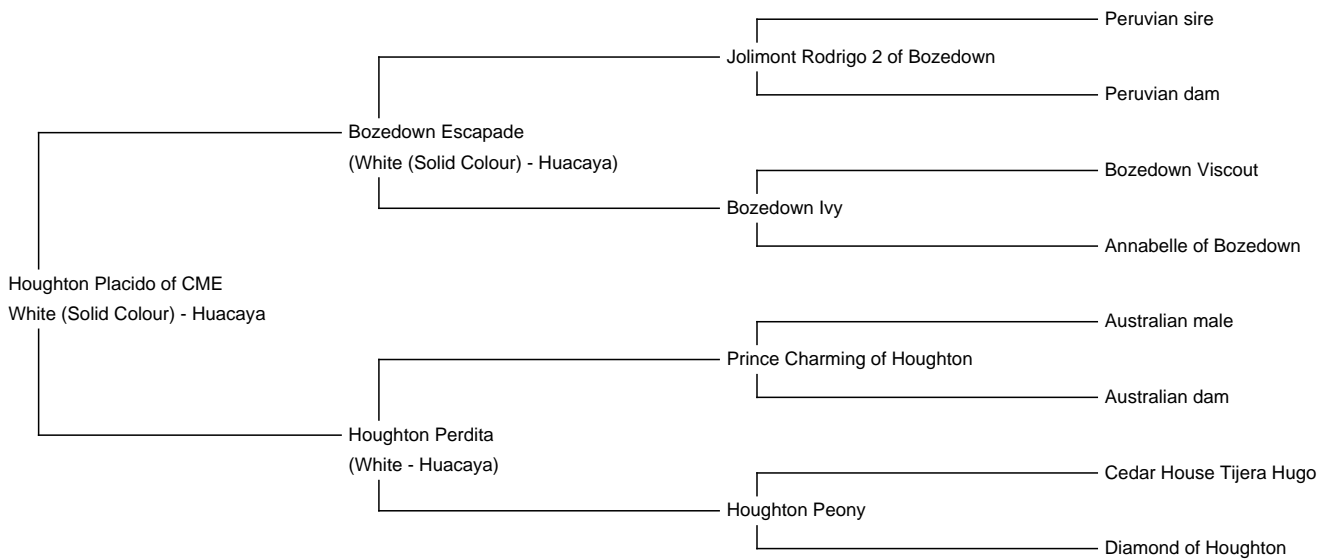 Peruvian sire
Jolimont Rodrigo 2 of Bozedown
Peruvian dam
Bozedown Escapade
(White (Solid Colour) - Huacaya)
Bozedown Viscout
Bozedown Ivy
Annabelle of Bozedown
Houghton Placido of CME
White (Solid Colour) - Huacaya
Australian male
Prince Charming of Houghton
Australian dam
Houghton Perdita
(White - Huacaya)
Cedar House Tijera Hugo
Houghton Peony
Diamond of Houghton